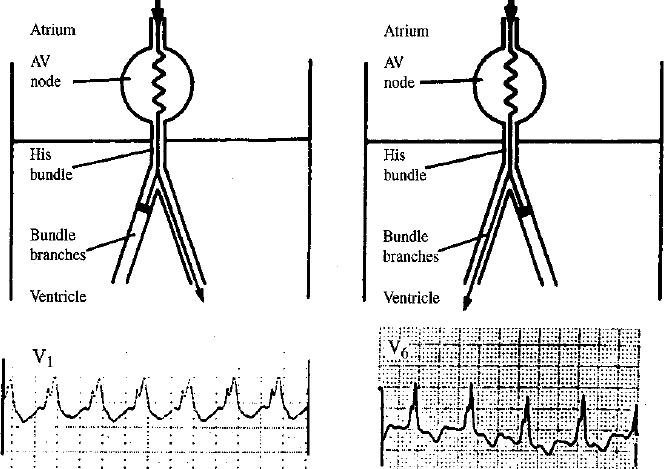 Atrium
AV
node
His
bundle
Bundle
branches
Ventricle
V1
Atrium
AV
node
His
bundle
Bundle
branches
Ventricle
V6